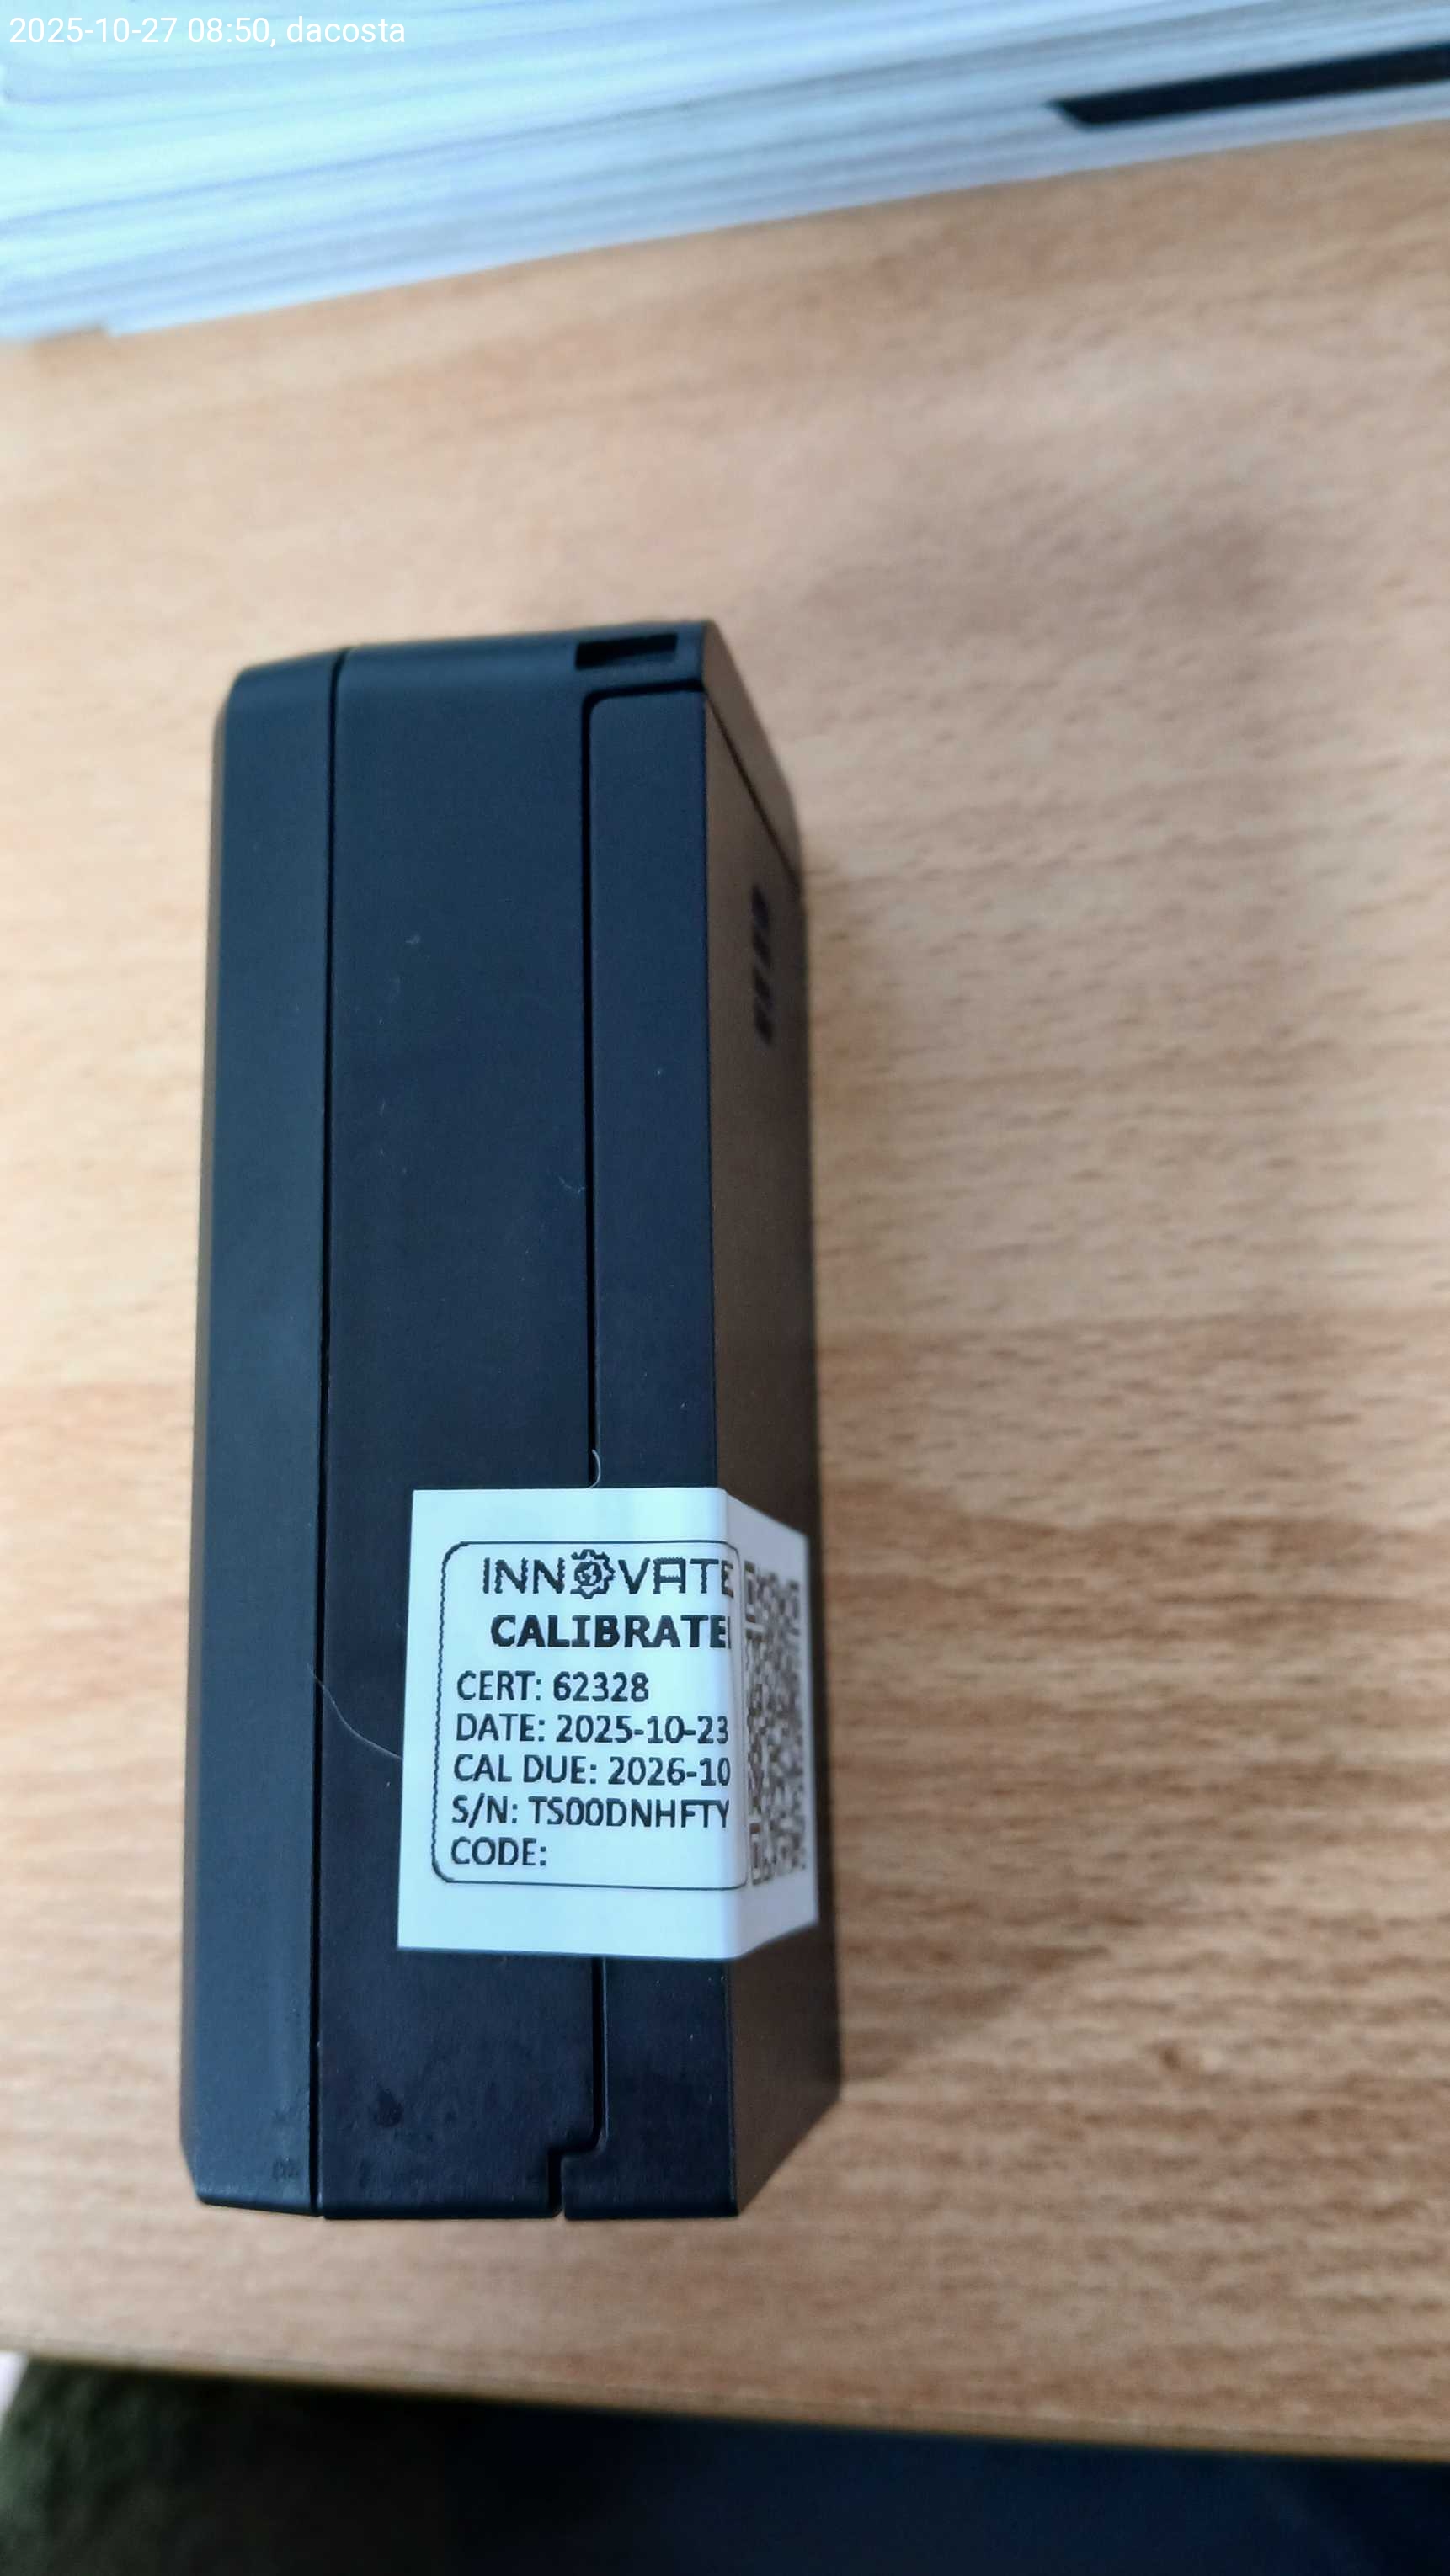 2025-10-27 08:50, dacosta
INNOVATE
CALIBRATE
CERT: 62328
DATE: 2025-10-23
CAL DUE: 2026-10
S/N: TS00DNHFTY
CODE: